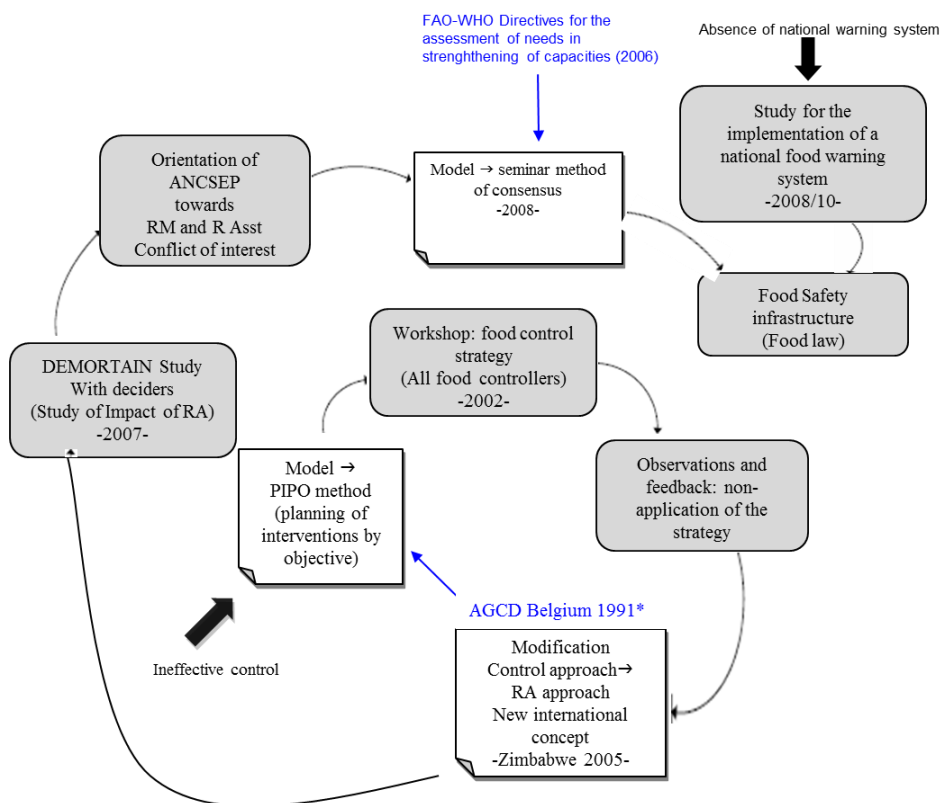 FAO-WHO Directives for the
assessment of needs in
strenghthening of capacities (2006)
Absence of national warning system
Study for the
implementation of a
national food warning
system
-2008/10-
Orientation of
ANCSEP
towards
RM and R Asst
Conflict of interest
Model → seminar method
of consensus
-2008-
Food Safety
infrastructure
(Food law)
Workshop: food control
strategy
(All food controllers)
-2002-
DEMORTAIN Study
With deciders
(Study of Impact of RA)
-2007-
Model →
PIPO method
(planning of
interventions by
objective)
Observations and
feedback: non-
application of the
strategy
AGCD Belgium 1991*
Ineffective control
Modification
Control approach→
RA approach
New international
concept
-Zimbabwe 2005-